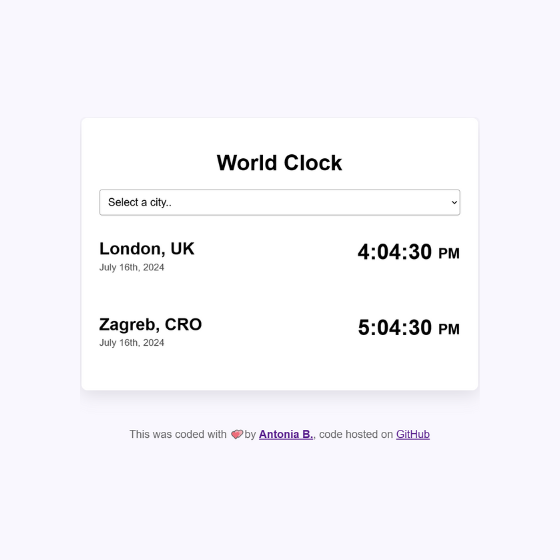 World Clock
Select a city..
London, UK
4:04:30 PM
July 16th, 2024
Zagreb, CRO
5:04:30 PM
July 16th, 2024
This was coded with 💝by Antonia B., code hosted on GitHub